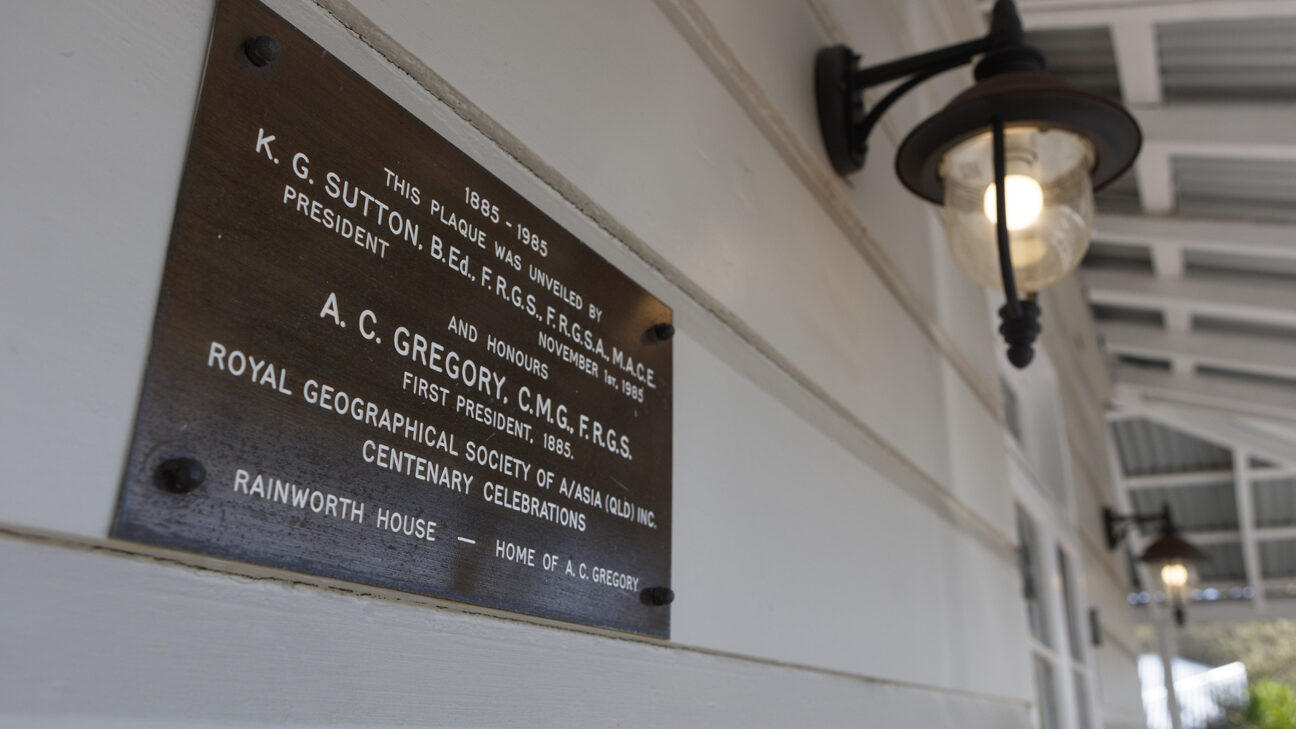 1885 - 1985
THIS PLAQUE WAS UNVEILED BY
K. G. SUTTON, B.Ed., F.R.G.S., F.R.G.S.A., M.A.C.E.
PRESIDENT NOVEMBER 1ST, 1985
AND HONOURS
A. C. GREGORY, C.M.G., F.R.G.S.
FIRST PRESIDENT, 1885.
ROYAL GEOGRAPHICAL SOCIETY OF A/ASIA (QLD) INC.
CENTENARY CELEBRATIONS
RAINWORTH HOUSE — HOME OF A. C. GREGORY